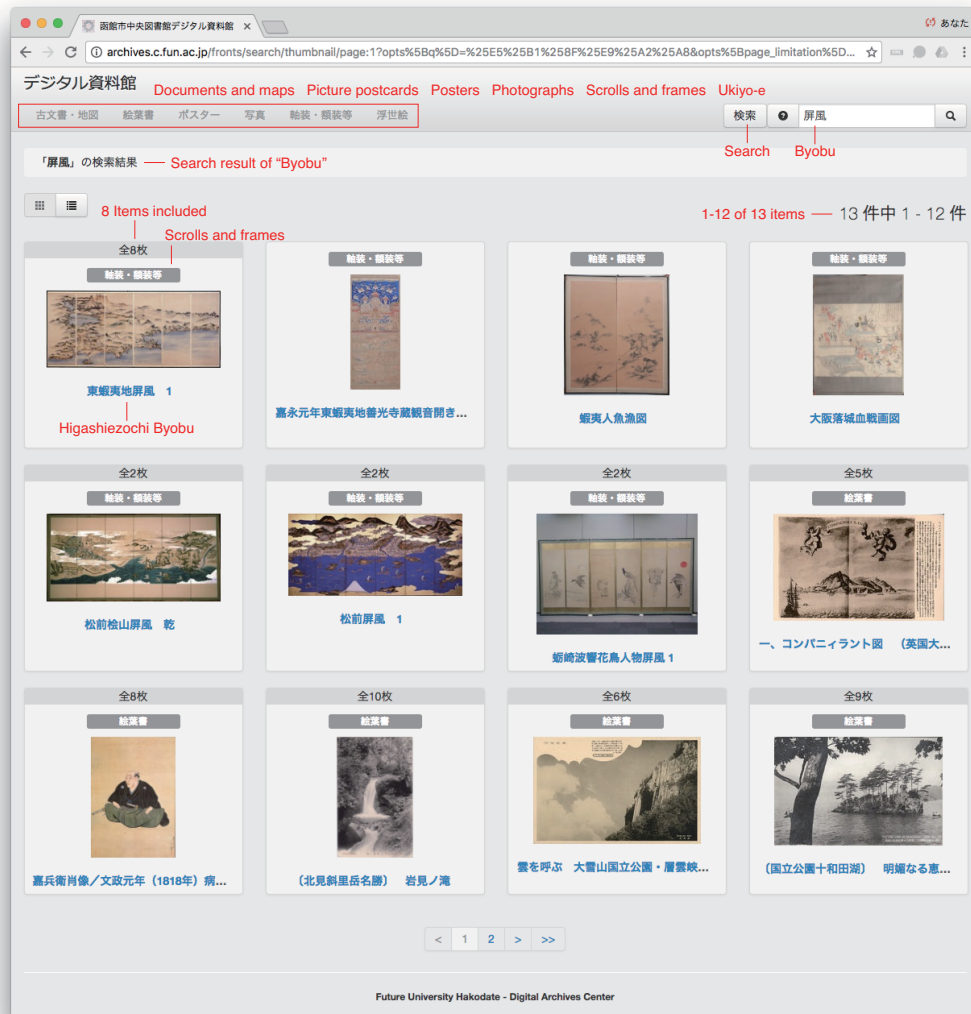 函館市中央図書館デジタル資料館
あなた
archives.c.fun.ac.jp/fronts/search/thumbnail/page:1?opts%5Bq%5D=%25E5%25B1%258F%25E9%25A2%25A8&opts%5Bpage_limitation%5D...
デジタル資料館
Documents and maps Picture postcards Posters Photographs Scrolls and frames Ukiyo-e
古文書・地図 絵葉書 ポスター 写真 軸装・額装等 浮世絵
検索 屏風
Search Byobu
「屏風」の検索結果 Search result of “Byobu”
8 Items included
1-12 of 13 items 13 件中 1 - 12 件
Scrolls and frames
全8枚
軸装・額装等 軸装・額装等 軸装・額装等 軸装・額装等
東蝦夷地屏風 1
嘉永元年東蝦夷地善光寺蔵観音開き...
蝦夷人魚漁図
大阪落城血戦画図
Higashiezochi Byobu
全2枚 全2枚 全2枚 全5枚
軸装・額装等 軸装・額装等 軸装・額装等 絵葉書
松前桧山屏風 乾
松前屏風 1
蛎崎波響花鳥人物屏風 1
一、コンパニィラント図 （英国大...
全8枚 全10枚 全6枚 全9枚
絵葉書 絵葉書 絵葉書 絵葉書
嘉兵衛肖像／文政元年（1818年）病...
〔北見斜里岳名勝〕 岩見ノ滝
雲を呼ぶ 大雪山国立公園・層雲峡...
〔国立公園十和田湖〕 明媚なる恵...
< 1 2 > >>
Future University Hakodate - Digital Archives Center